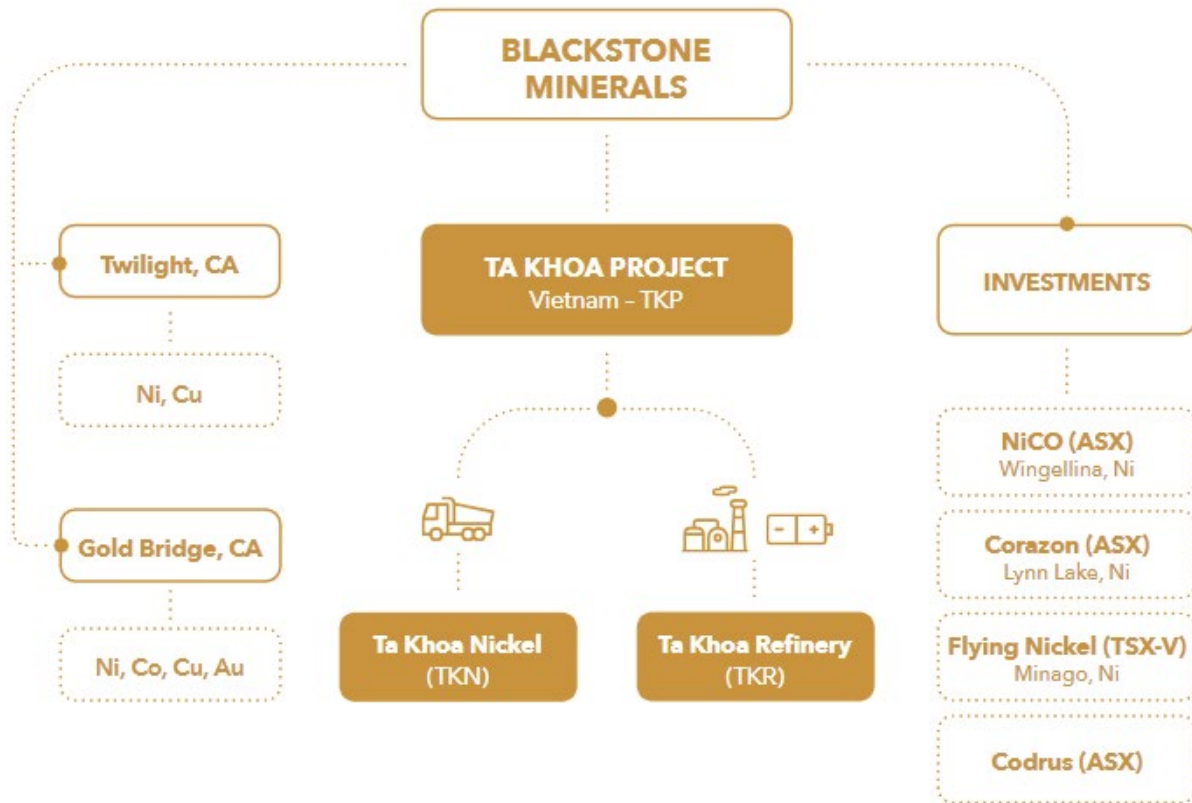 BLACKSTONE
MINERALS
Twilight, CA
Ni, Cu
Gold Bridge, CA
Ni, Co, Cu, Au
TA KHOA PROJECT
Vietnam – TKP
- +
Ta Khoa Nickel
(TKN)
Ta Khoa Refinery
(TKR)
INVESTMENTS
NiCO (ASX)
Wingellina, Ni
Corazon (ASX)
Lynn Lake, Ni
Flying Nickel (TSX-V)
Minago, Ni
Codrus (ASX)